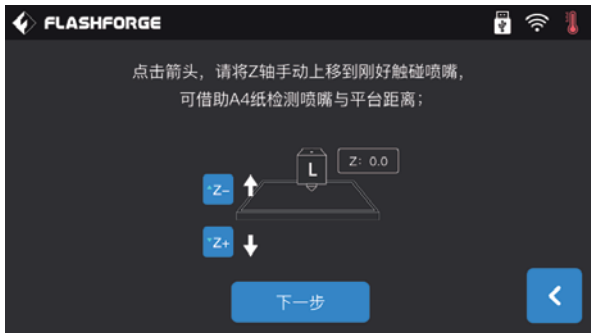 FLASHFORGE
点击箭头，请将Z轴手动上移到刚好触碰喷嘴，
可借助A4纸检测喷嘴与平台距离；
L
Z: 0.0
Z-
Z+
下一步